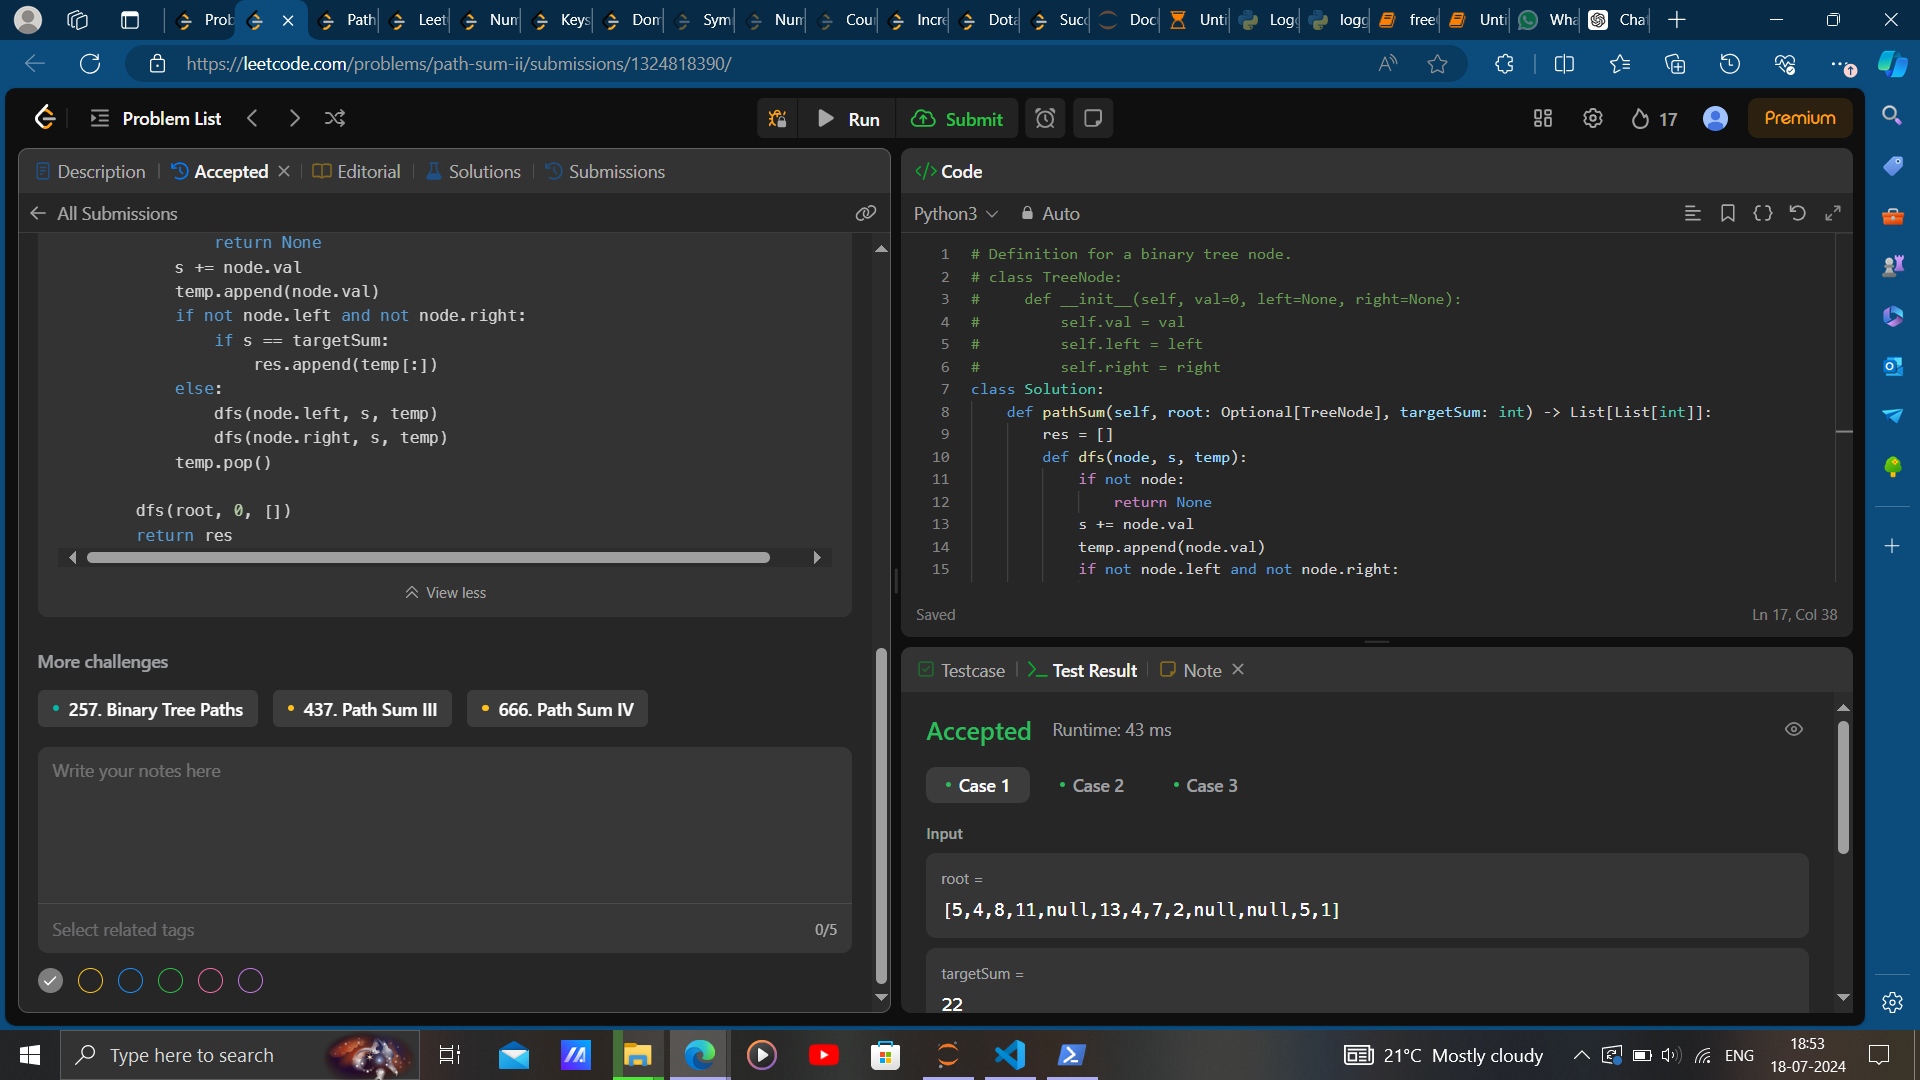 Prob
Path
Leet
Num
Keys
Dom
Sym
Num
Cour
Incre
Dota
Succ
Doc
Unti
Logg
logg
free
Unti
Wha
Cha
https://leetcode.com/problems/path-sum-ii/submissions/1324818390/
Problem List
Run
Submit
17
Premium
Description
Accepted
Editorial
Solutions
Submissions
All Submissions
return None
s += node.val
temp.append(node.val)
if not node.left and not node.right:
if s == targetSum:
res.append(temp[:])
else:
dfs(node.left, s, temp)
dfs(node.right, s, temp)
temp.pop()
dfs(root, 0, [])
return res
View less
More challenges
257. Binary Tree Paths
437. Path Sum III
666. Path Sum IV
Write your notes here
Select related tags
0/5
Code
Python3
Auto
1 # Definition for a binary tree node.
2 # class TreeNode:
3 #     def __init__(self, val=0, left=None, right=None):
4 #         self.val = val
5 #         self.left = left
6 #         self.right = right
7 class Solution:
8     def pathSum(self, root: Optional[TreeNode], targetSum: int) -> List[List[int]]:
9         res = []
10         def dfs(node, s, temp):
11             if not node:
12                 return None
13             s += node.val
14             temp.append(node.val)
15             if not node.left and not node.right:
Saved
Ln 17, Col 38
Testcase
Test Result
Note
Accepted
Runtime: 43 ms
Case 1
Case 2
Case 3
Input
root =
[5,4,8,11,null,13,4,7,2,null,null,5,1]
targetSum =
22
Type here to search
21°C Mostly cloudy
ENG
18:53
18-07-2024